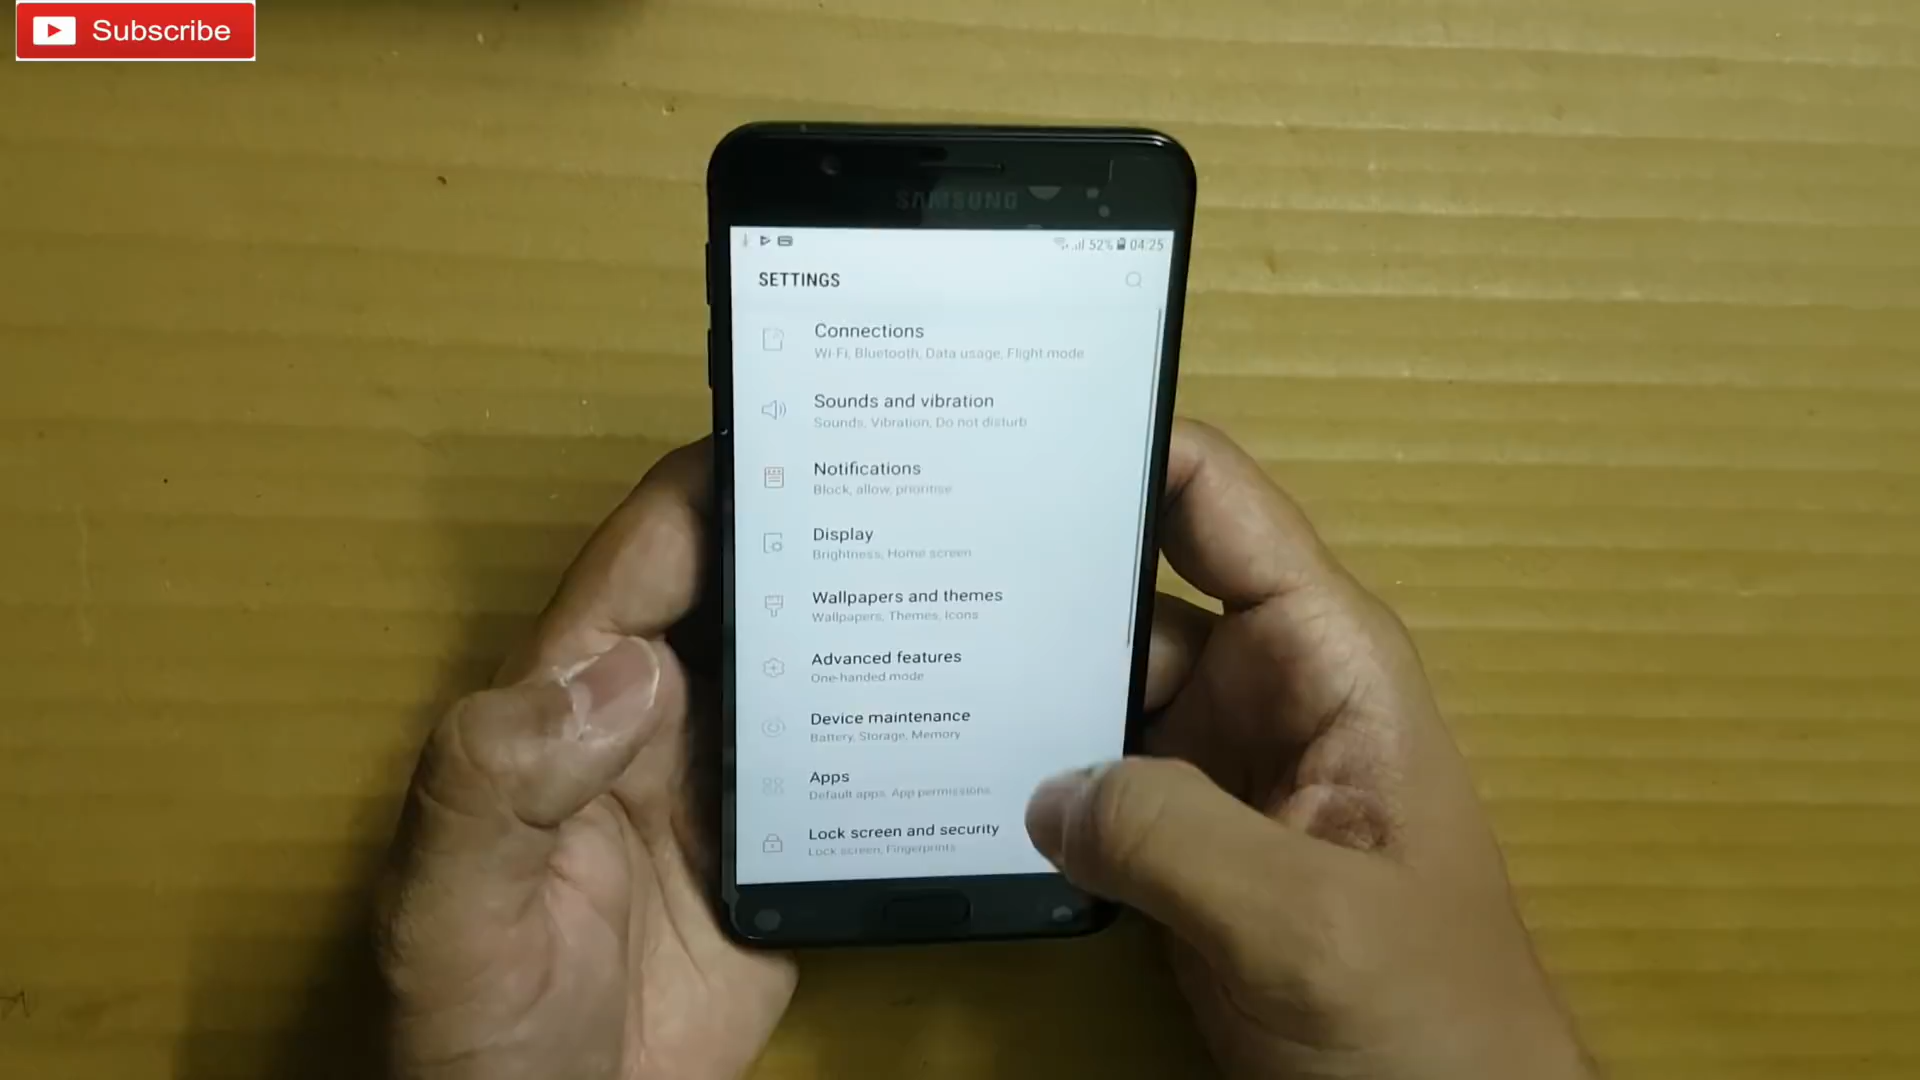 Subscribe
SAMSUNG
52% 04:25
SETTINGS
Connections
Wi-Fi, Bluetooth, Data usage, Flight mode
Sounds and vibration
Sounds, Vibration, Do not disturb
Notifications
Block, allow, prioritise
Display
Brightness, Home screen
Wallpapers and themes
Wallpapers, Themes, Icons
Advanced features
One-handed mode
Device maintenance
Battery, Storage, Memory
Apps
Default apps, App permissions
Lock screen and security
Lock screen, Fingerprints